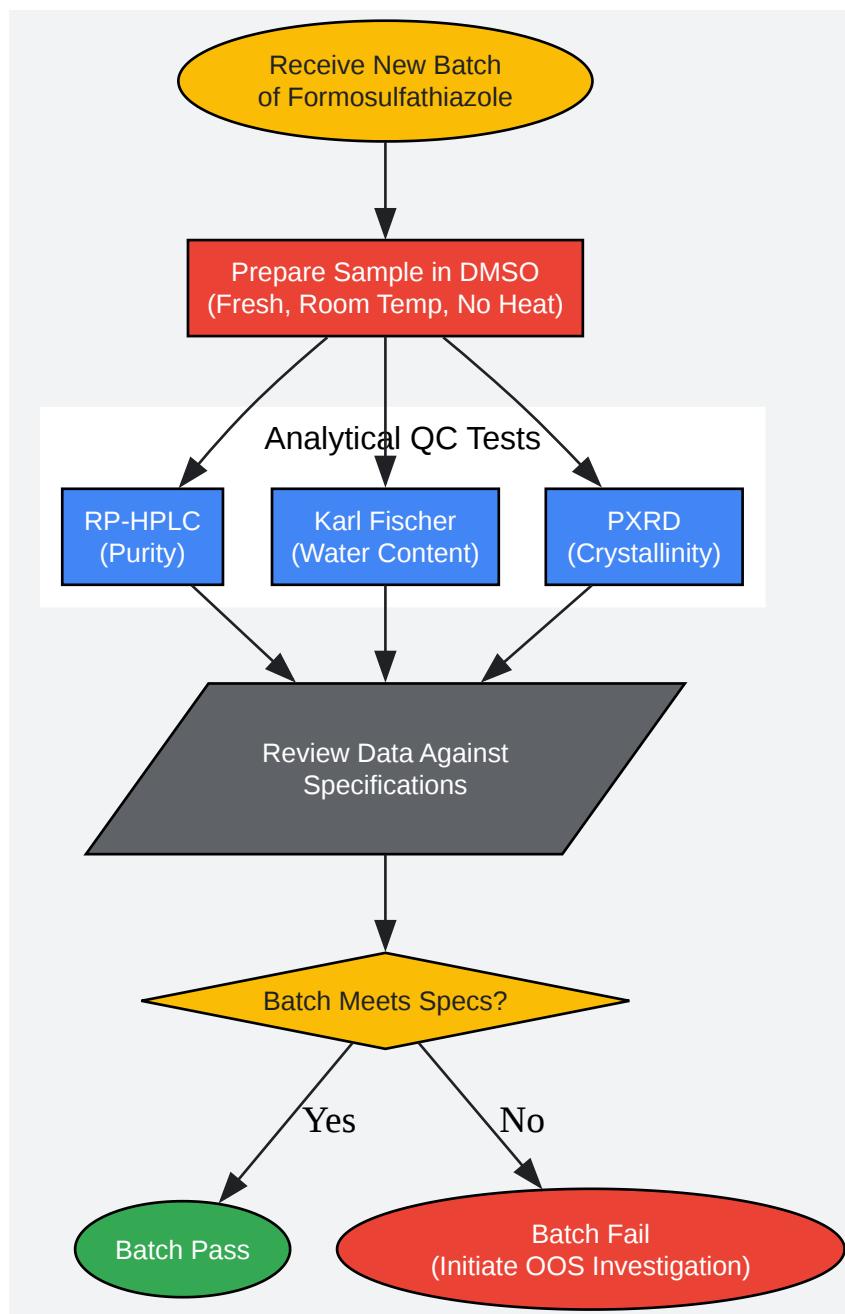 Receive New Batch
of Formosulfathiazole
Prepare Sample in DMSO
(Fresh, Room Temp, No Heat)
Analytical QC Tests
RP-HPLC
(Purity)
Karl Fischer
(Water Content)
PXRD
(Crystallinity)
Review Data Against
Specifications
Batch Meets Specs?
Yes
No
Batch Pass
Batch Fail
(Initiate OOS Investigation)